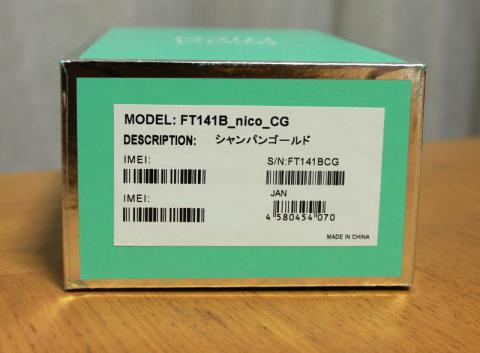 MODEL: FT141B_nico_CG
DESCRIPTION: シャンパンゴールド
IMEI: S/N:FT141BCG
IMEI: JAN
4 580454 070
MADE IN CHINA